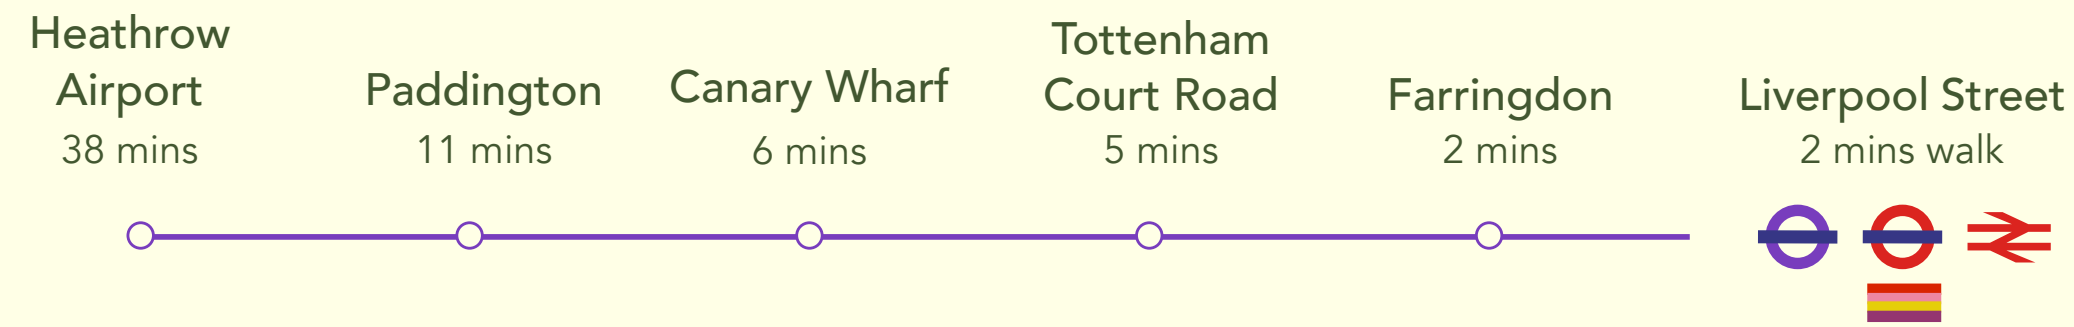 Heathrow
Airport
38 mins
Paddington
11 mins
Canary Wharf
6 mins
Tottenham
Court Road
5 mins
Farringdon
2 mins
Liverpool Street
2 mins walk